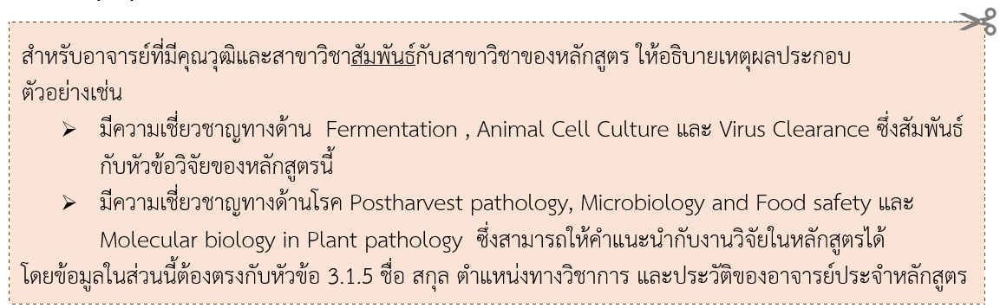 สำหรับอาจารย์ที่มีคุณวุฒิและสาขาวิชาสัมพันธ์กับสาขาวิชาของหลักสูตร ให้อธิบายเหตุผลประกอบ
ตัวอย่างเช่น
➢ มีความเชี่ยวชาญทางด้าน Fermentation , Animal Cell Culture และ Virus Clearance ซึ่งสัมพันธ์
กับหัวข้อวิจัยของหลักสูตรนี้
➢ มีความเชี่ยวชาญทางด้านโรค Postharvest pathology, Microbiology and Food safety และ
Molecular biology in Plant pathology ซึ่งสามารถให้คำแนะนำกับงานวิจัยในหลักสูตรได้
โดยข้อมูลในส่วนนี้ต้องตรงกับหัวข้อ 3.1.5 ชื่อ สกุล ตำแหน่งทางวิชาการ และประวัติของอาจารย์ประจำหลักสูตร